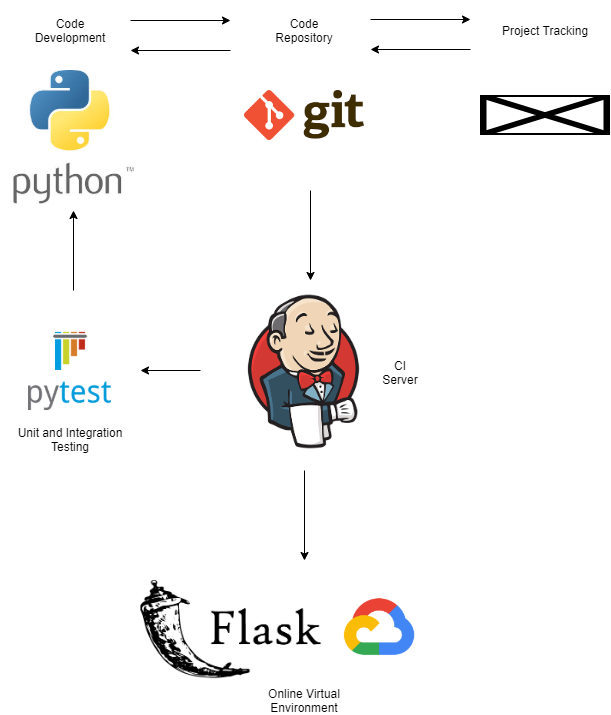 Code
Development
Code
Repository
Project Tracking
python™
git
CI
Server
pytest
Unit and Integration
Testing
Flask
Online Virtual
Environment